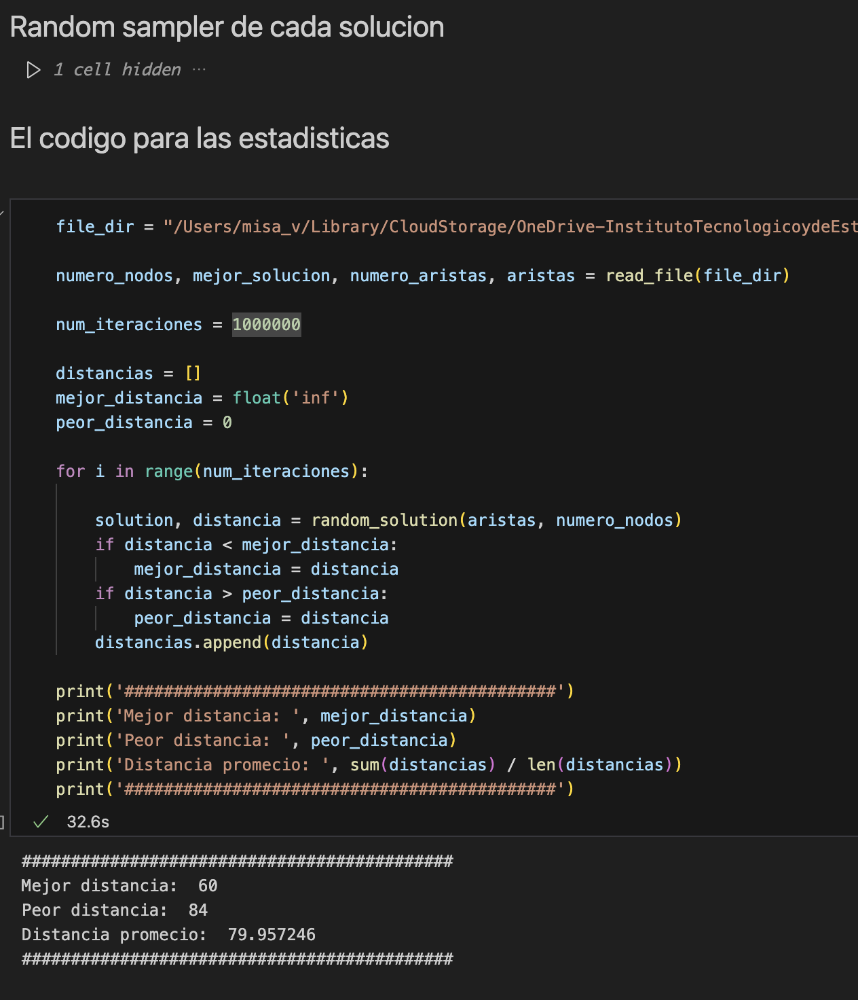 Random sampler de cada solucion
1 cell hidden ...
El codigo para las estadisticas
file_dir = "/Users/misa_v/Library/CloudStorage/OneDrive-InstitutoTecnologicoydeEst
numero_nodos, mejor_solucion, numero_aristas, aristas = read_file(file_dir)
num_iteraciones = 1000000
distancias = []
mejor_distancia = float('inf')
peor_distancia = 0
for i in range(num_iteraciones):
solution, distancia = random_solution(aristas, numero_nodos)
if distancia < mejor_distancia:
mejor_distancia = distancia
if distancia > peor_distancia:
peor_distancia = distancia
distancias.append(distancia)
print('############################################')
print('Mejor distancia: ', mejor_distancia)
print('Peor distancia: ', peor_distancia)
print('Distancia promecio: ', sum(distancias) / len(distancias))
print('############################################')
]
32.6s
############################################
Mejor distancia:  60
Peor distancia:  84
Distancia promecio:  79.957246
############################################